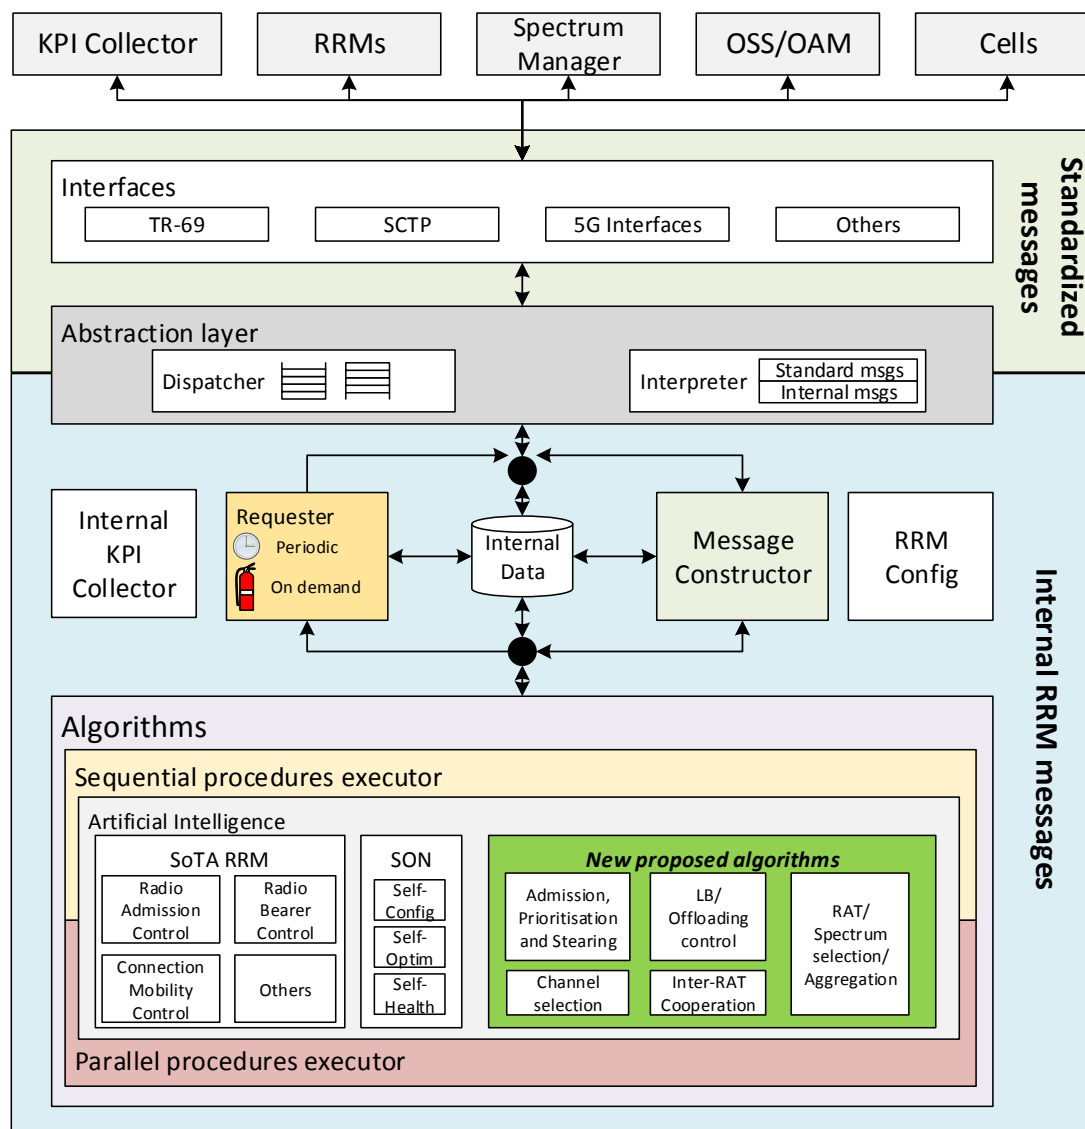 KPI Collector
RRMs
Spectrum
Manager
OSS/OAM
Cells
Standardized
messages
Interfaces
TR-69
SCTP
5G Interfaces
Others
Abstraction layer
Dispatcher
Interpreter
Standard msgs
Internal msgs
Internal
KPI
Collector
Requester
Periodic
On demand
Internal
Data
Message
Constructor
RRM
Config
Internal RRM messages
Algorithms
Sequential procedures executor
Artificial Intelligence
SoTA RRM
Radio
Admission
Control
Radio
Bearer
Control
Connection
Mobility
Control
Others
SON
Self-
Config
Self-
Optim
Self-
Health
New proposed algorithms
Admission,
Prioritisation
and Stearing
LB/
Offloading
control
RAT/
Spectrum
selection/
Aggregation
Channel
selection
Inter-RAT
Cooperation
Parallel procedures executor